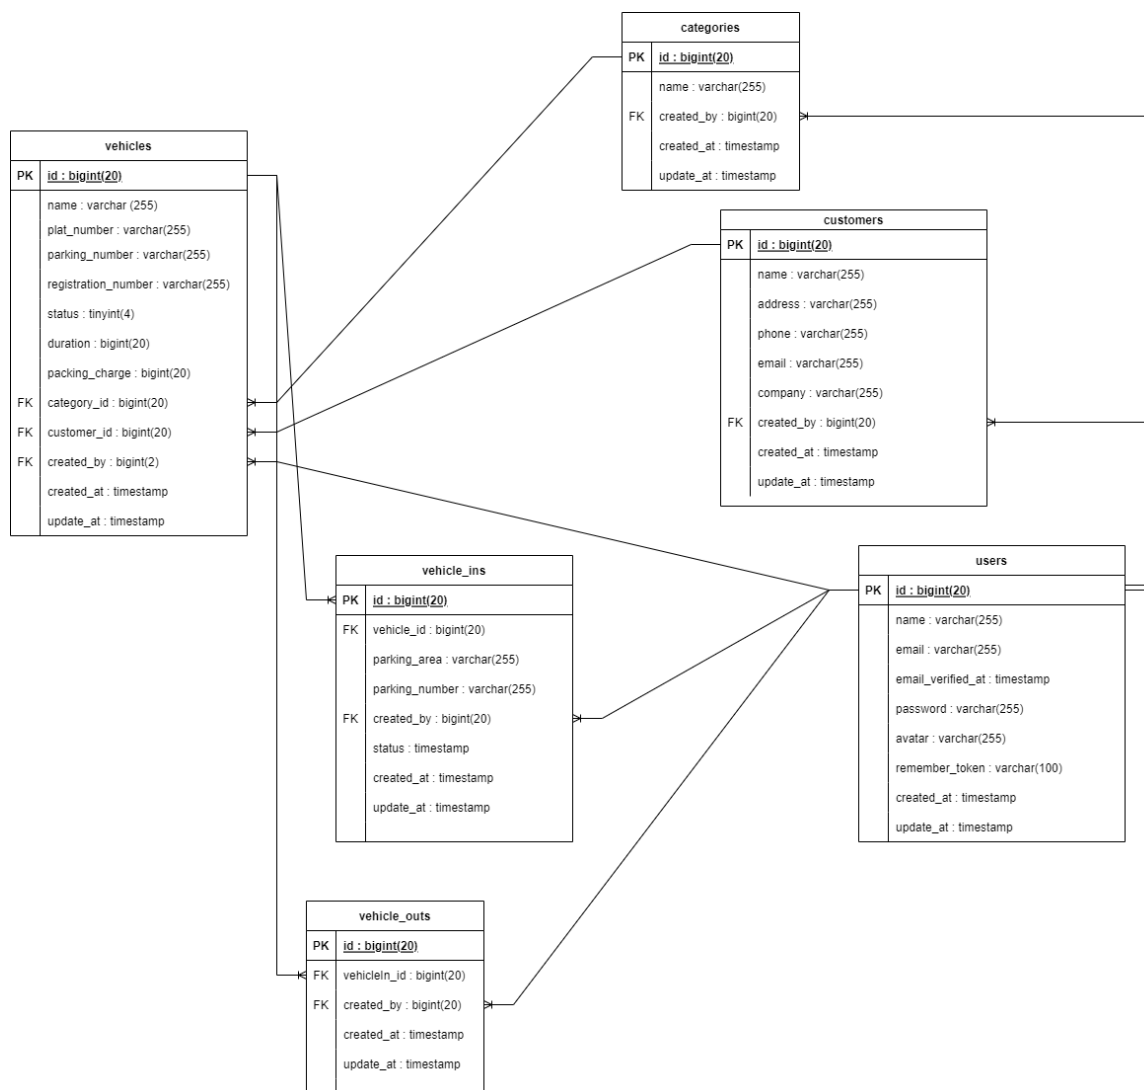 categories
PK id : bigint(20)
name : varchar(255)
FK created_by : bigint(20)
created_at : timestamp
update_at : timestamp
vehicles
PK id : bigint(20)
name : varchar (255)
plat_number : varchar(255)
parking_number : varchar(255)
registration_number : varchar(255)
status : tinyint(4)
duration : bigint(20)
packing_charge : bigint(20)
FK category_id : bigint(20)
FK customer_id : bigint(20)
FK created_by : bigint(2)
created_at : timestamp
update_at : timestamp
customers
PK id : bigint(20)
name : varchar(255)
address : varchar(255)
phone : varchar(255)
email : varchar(255)
company : varchar(255)
FK created_by : bigint(20)
created_at : timestamp
update_at : timestamp
vehicle_ins
PK id : bigint(20)
FK vehicle_id : bigint(20)
parking_area : varchar(255)
parking_number : varchar(255)
FK created_by : bigint(20)
status : timestamp
created_at : timestamp
update_at : timestamp
users
PK id : bigint(20)
name : varchar(255)
email : varchar(255)
email_verified_at : timestamp
password : varchar(255)
avatar : varchar(255)
remember_token : varchar(100)
created_at : timestamp
update_at : timestamp
vehicle_outs
PK id : bigint(20)
FK vehicleIn_id : bigint(20)
FK created_by : bigint(20)
created_at : timestamp
update_at : timestamp